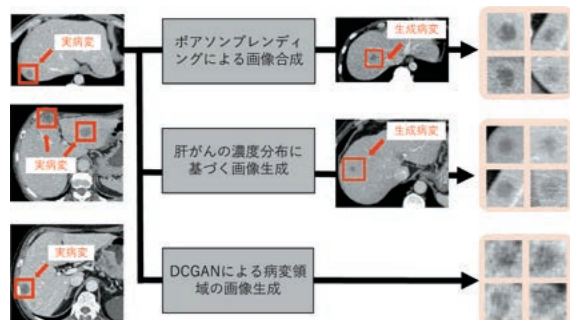 実病変
ポアソンブレンディ
ングによる画像合成
生成病変
実病変
肝がんの濃度分布に
基づく画像生成
生成病変
実病変
DCGANによる病変領
域の画像生成